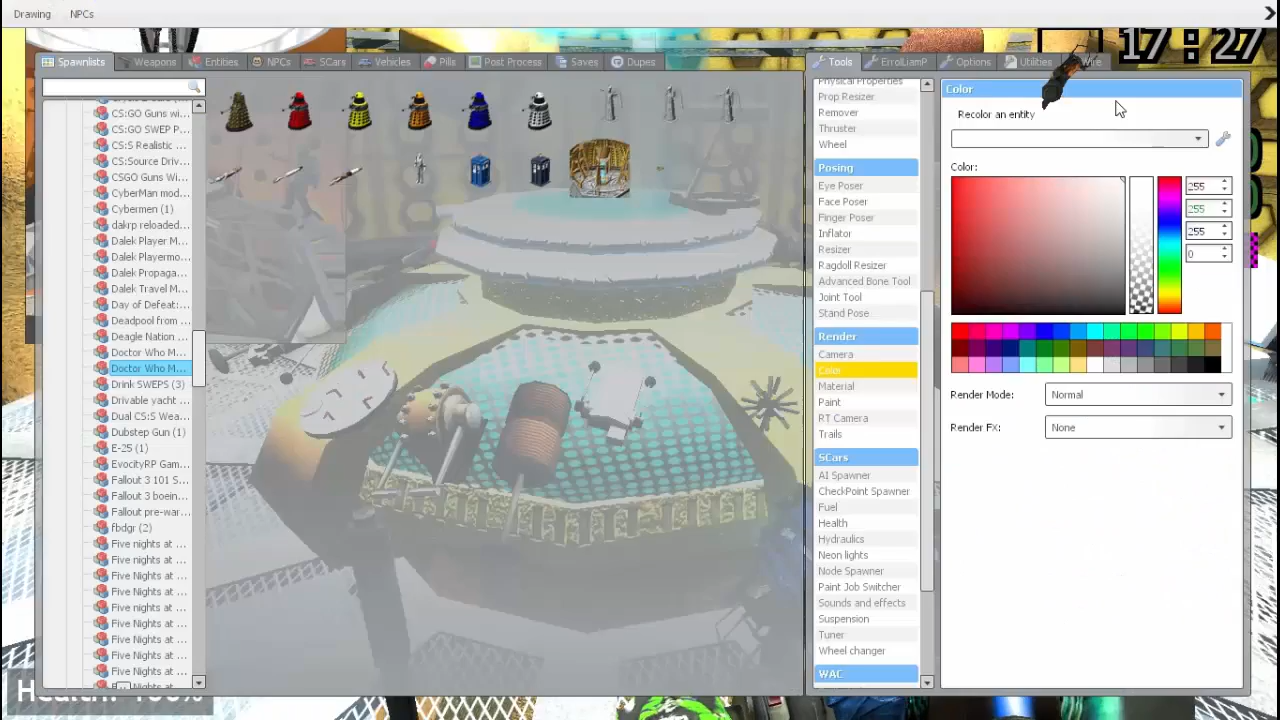 Drawing NPCs
17:27
Spawnlists Weapons Entities NPCs SCars Vehicles Pills Post Process Saves Dupes
CS:GO Guns wi...
CS:GO SWEP P...
CS:S Realistic ...
CS:Source Driv...
CSGO Guns Wi...
CyberMan mod...
Cybermen (1)
dakrp reloaded...
Dalek Player M...
Dalek Playermo...
Dalek Propaga...
Dalek Travel M...
Day of Defeat:...
Deadpool from ...
Deagle Nation ...
Doctor Who M...
Doctor Who M...
Drink SWEPS (3)
Drivable yacht ...
Dual CS:S Wea...
Dubstep Gun (1)
E-25 (1)
EvocityRP Gam...
Fallout 3 101 S...
Fallout 3 boein...
Fallout pre-war...
fbdgr (2)
Five nights at ...
Five nights at ...
Five Nights at ...
Five Nights at ...
Five nights at ...
Five Nights at ...
Five Nights at ...
Five Nights at ...
Five Nights at ...
Nights at ...
Tools ErrolLiamP Options Utilities Wire
Physical Properties
Prop Resizer
Remover
Thruster
Wheel
Posing
Eye Poser
Face Poser
Finger Poser
Inflator
Resizer
Ragdoll Resizer
Advanced Bone Tool
Joint Tool
Stand Pose
Render
Camera
Color
Material
Paint
RT Camera
Trails
SCars
AI Spawner
CheckPoint Spawner
Fuel
Health
Hydraulics
Neon lights
Node Spawner
Paint Job Switcher
Sounds and effects
Suspension
Tuner
Wheel changer
WAC
Color
Recolor an entity
Color:
255
255
255
0
Render Mode: Normal
Render FX: None